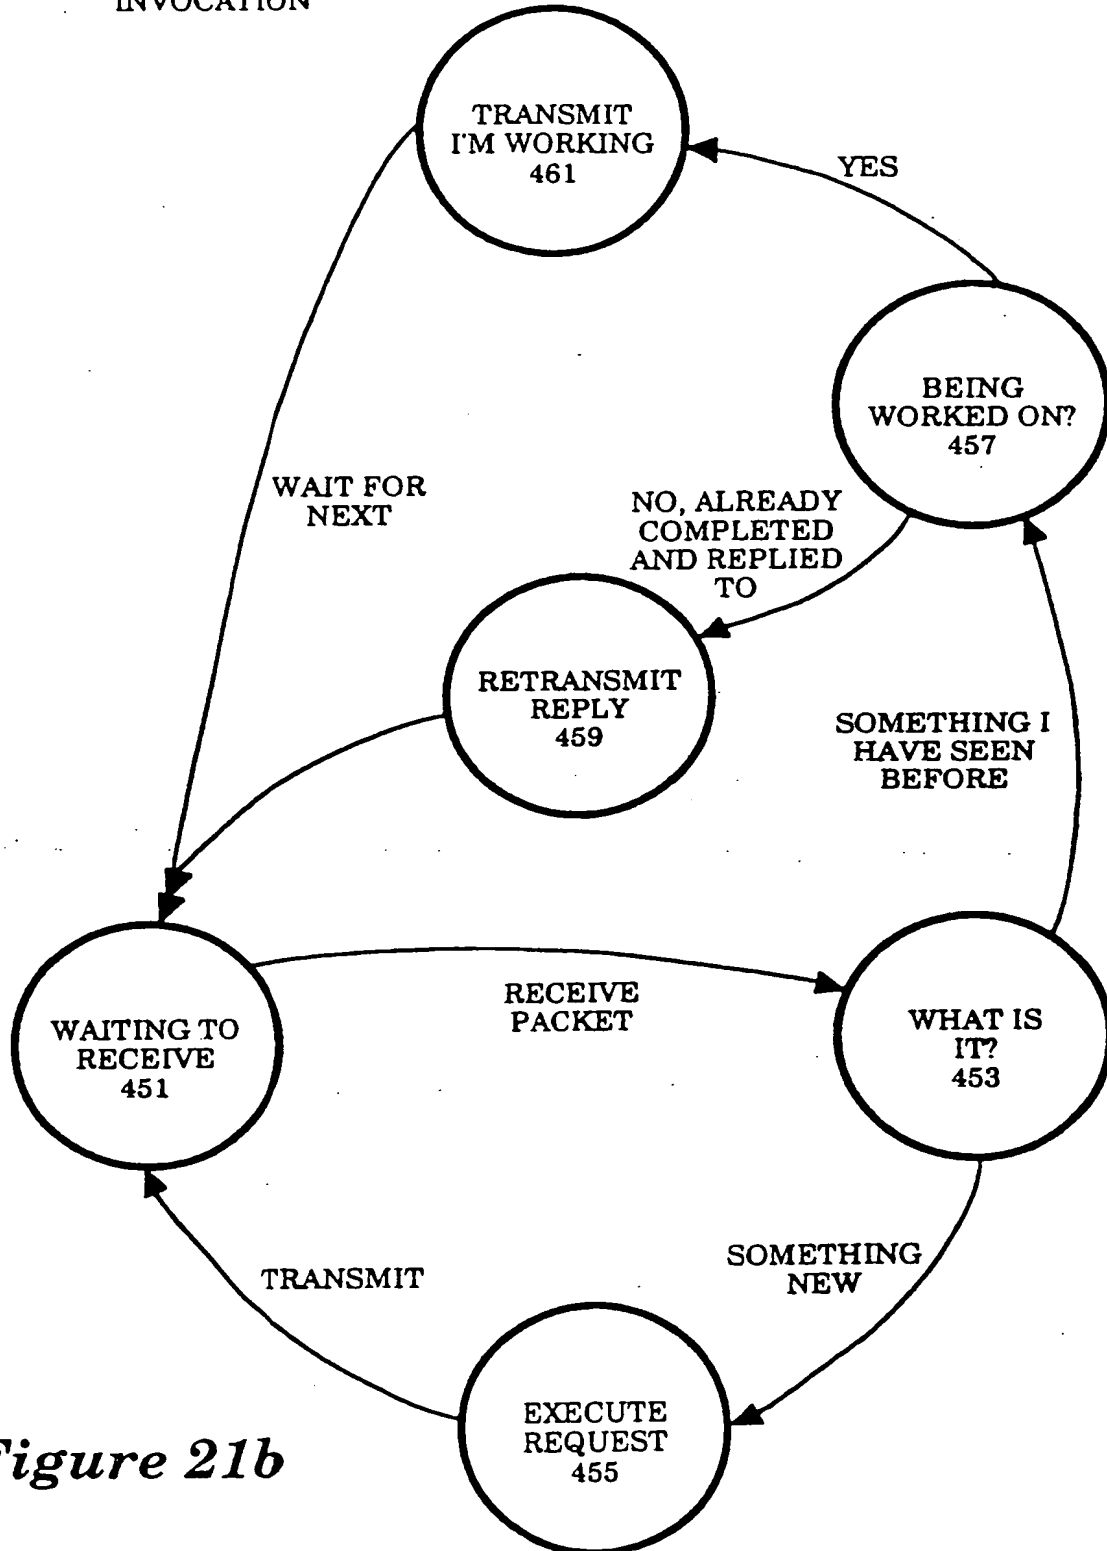 INVOCATION
TRANSMIT
I'M WORKING
461
YES
BEING
WORKED ON?
457
WAIT FOR
NEXT
NO, ALREADY
COMPLETED
AND REPLIED
TO
RETRANSMIT
REPLY
459
SOMETHING I
HAVE SEEN
BEFORE
WAITING TO
RECEIVE
451
RECEIVE
PACKET
WHAT IS
IT?
453
TRANSMIT
SOMETHING
NEW
EXECUTE
REQUEST
455
Figure 21b